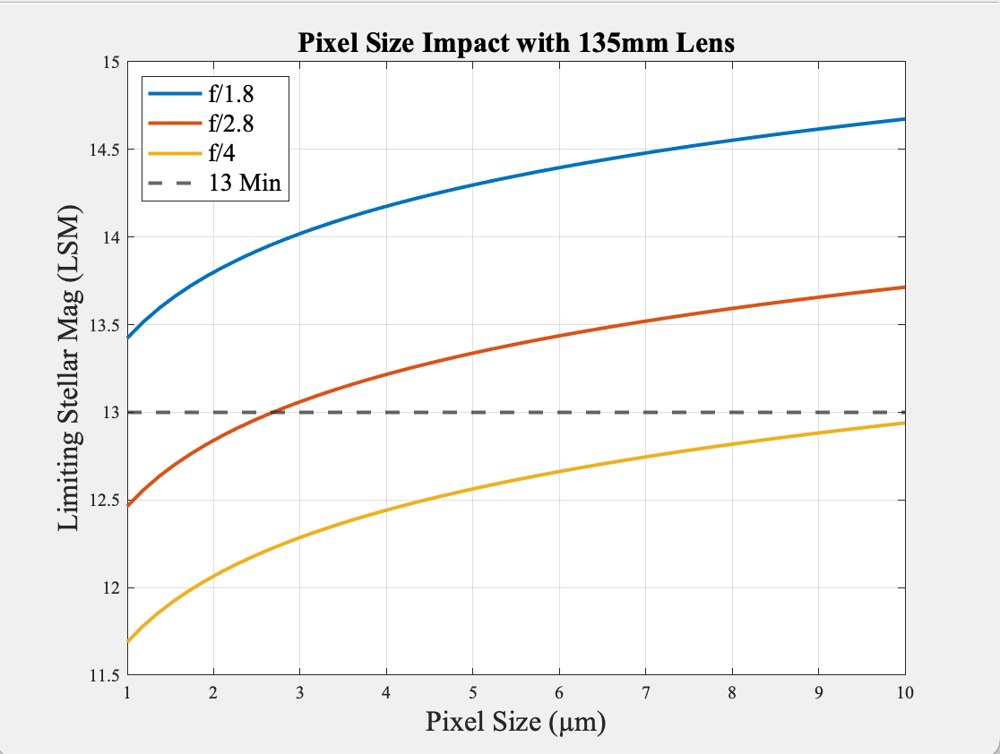 Pixel Size Impact with 135mm Lens
15
14.5
14
13.5
13
12.5
12
11.5
Limiting Stellar Mag (LSM)
f/1.8
f/2.8
f/4
13 Min
1 2 3 4 5 6 7 8 9 10
Pixel Size (μm)